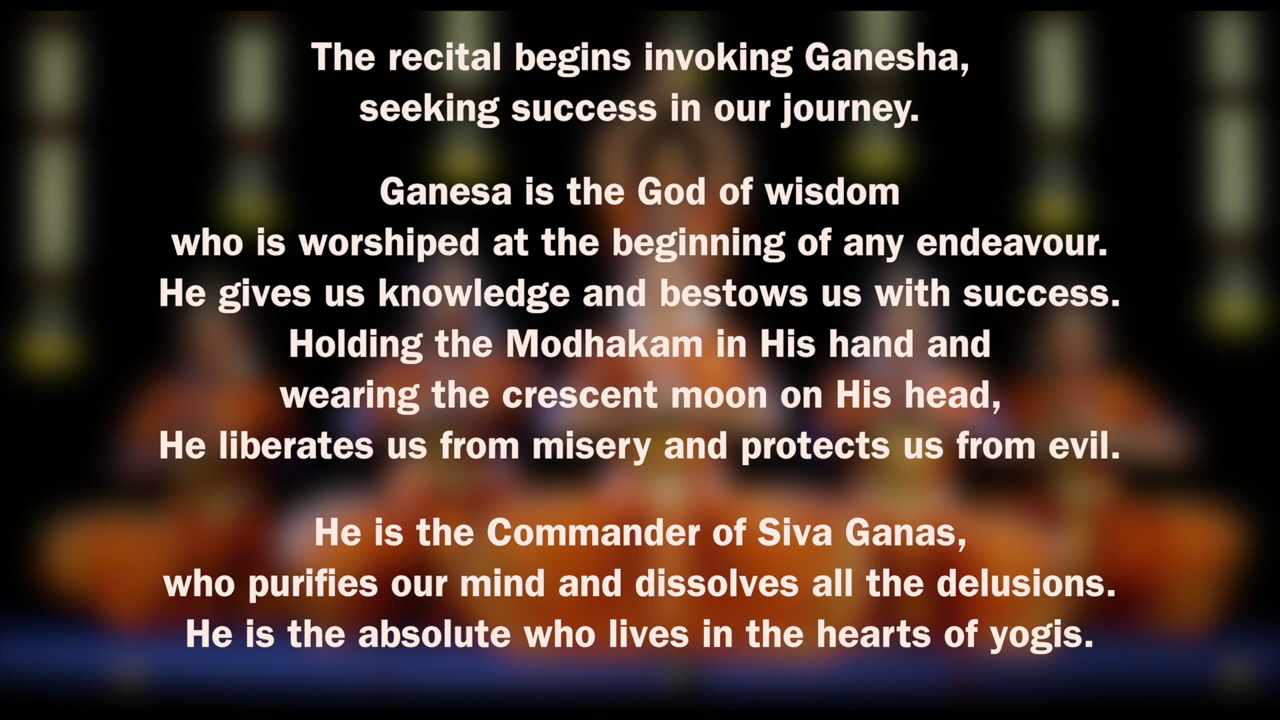 The recital begins invoking Ganesha,
seeking success in our journey.
Ganesa is the God of wisdom
who is worshiped at the beginning of any endeavour.
He gives us knowledge and bestows us with success.
Holding the Modhakam in His hand and
wearing the crescent moon on His head,
He liberates us from misery and protects us from evil.
He is the Commander of Siva Ganas,
who purifies our mind and dissolves all the delusions.
He is the absolute who lives in the hearts of yogis.